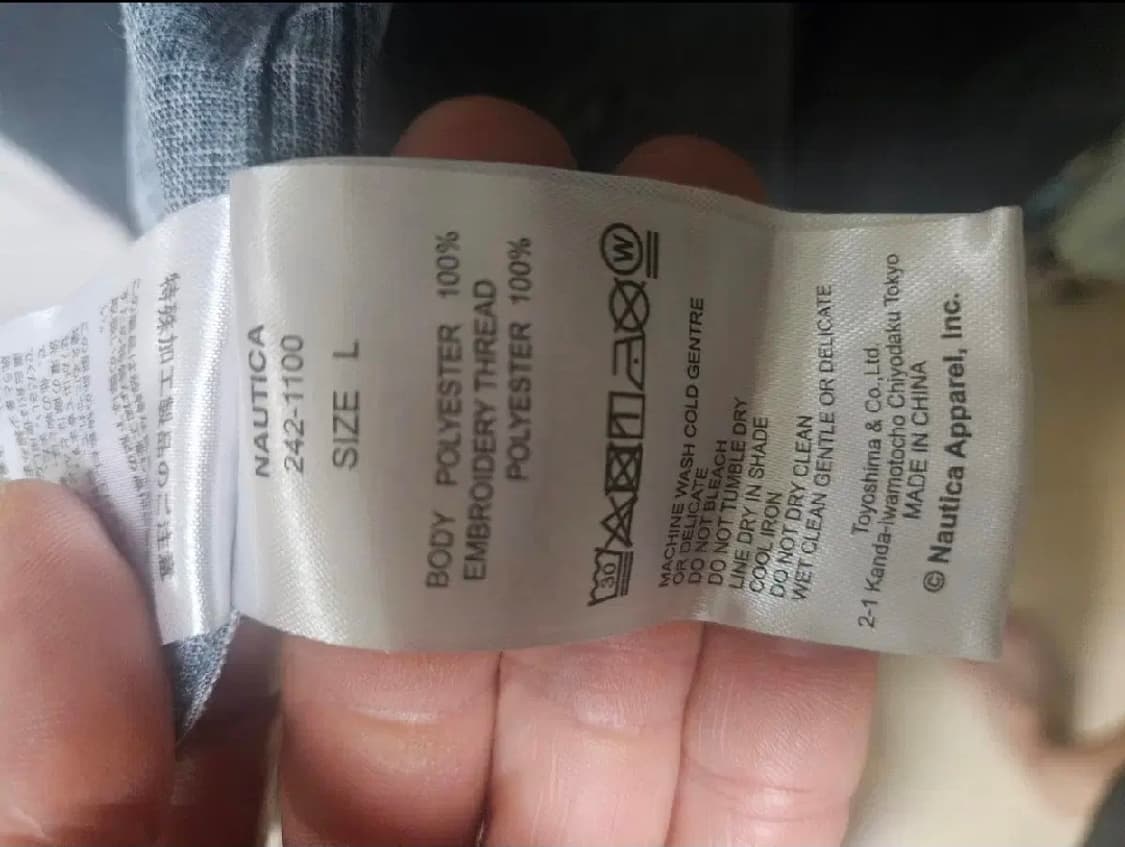 NAUTICA
242-1100
SIZE L
BODY POLYESTER 100%
EMBROIDERY THREAD
POLYESTER 100%
30
W
MACHINE WASH COLD GENTRE
OR DELICATE
DO NOT BLEACH
DO NOT TUMBLE DRY
LINE DRY IN SHADE
COOL IRON
DO NOT DRY CLEAN
WET CLEAN GENTLE OR DELICATE
Toyoshima & Co.,Ltd
2-1 Kanda-Iwamotocho Chiyodaku Tokyo
MADE IN CHINA
© Nautica Apparel, Inc.